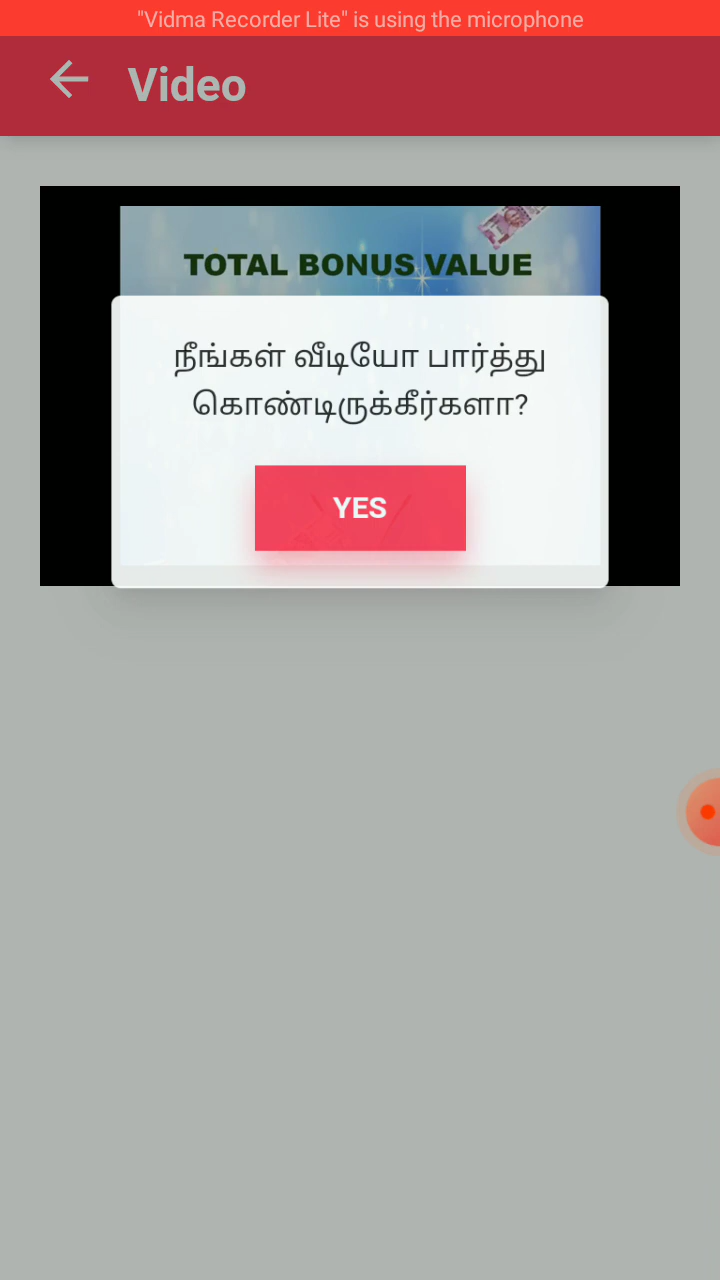 "Vidma Recorder Lite" is using the microphone
Video
TOTAL BONUS VALUE
நீங்கள் வீடியோ பார்த்து
கொண்டிருக்கீர்களா?
YES